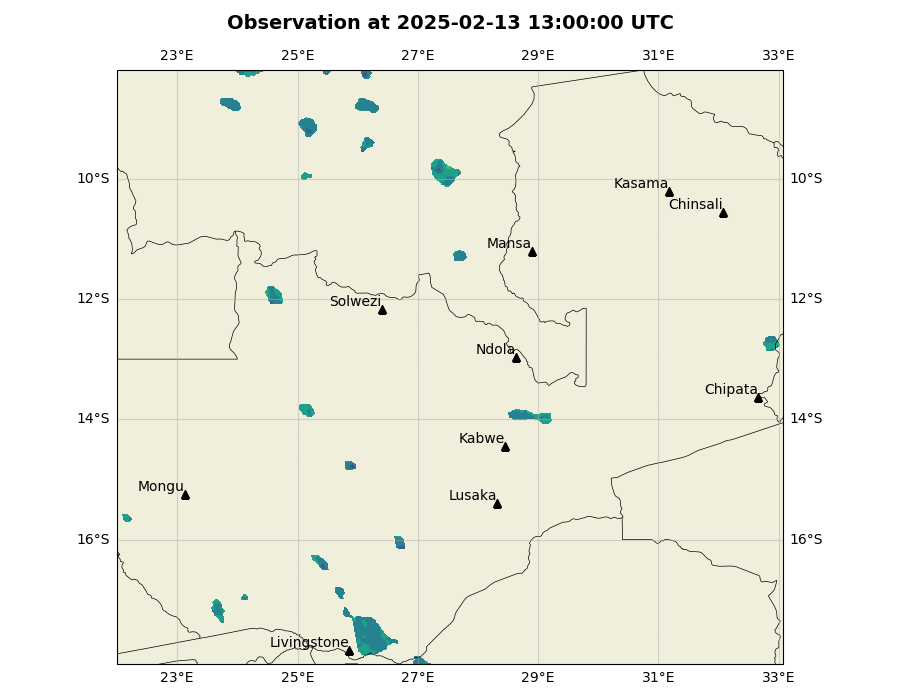 Observation at 2025-02-13 13:00:00 UTC
23°E 25°E 27°E 29°E 31°E 33°E
10°S 10°S
Kasama
Chinsali
Mansa
12°S 12°S
Solwezi
Ndola
Chipata
14°S 14°S
Kabwe
Mongu
Lusaka
16°S 16°S
Livingstone
23°E 25°E 27°E 29°E 31°E 33°E